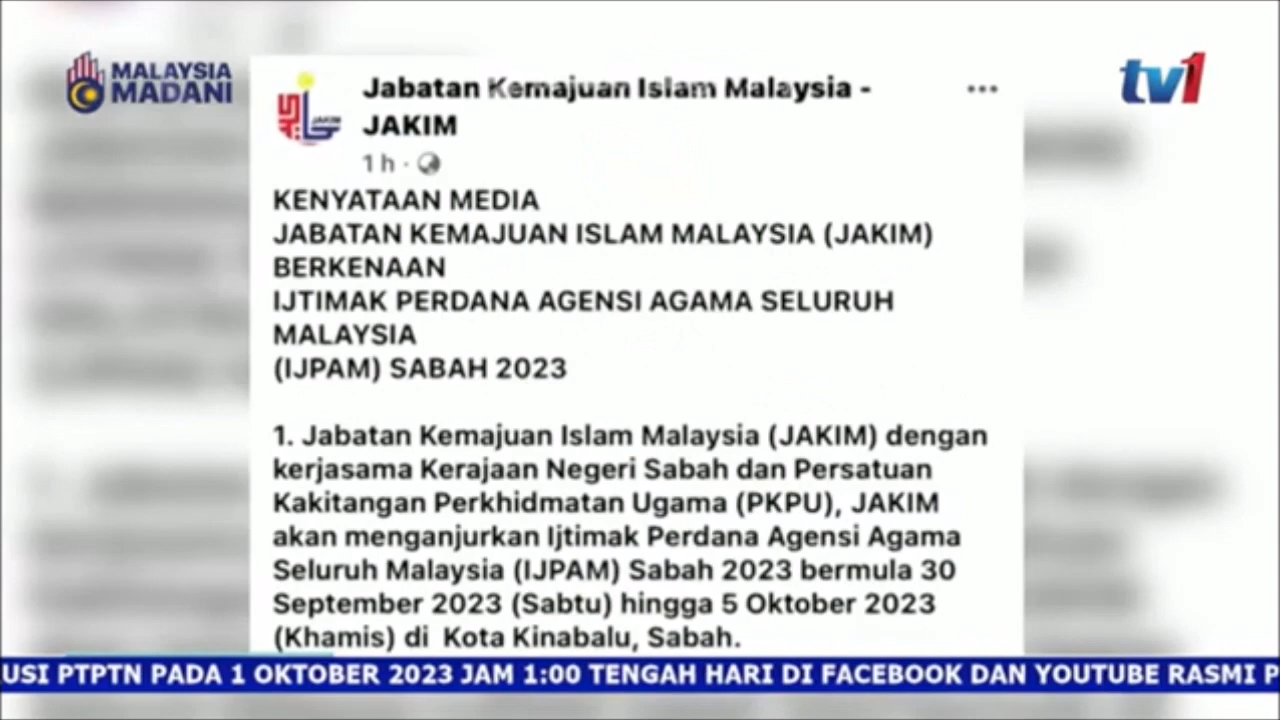 MALAYSIA
MADANI
tv1
Jabatan Kemajuan Islam Malaysia -
JAKIM
JAKIM
1 h ·
KENYATAAN MEDIA
JABATAN KEMAJUAN ISLAM MALAYSIA (JAKIM)
BERKENAAN
IJTIMAK PERDANA AGENSI AGAMA SELURUH
MALAYSIA
(IJPAM) SABAH 2023
1. Jabatan Kemajuan Islam Malaysia (JAKIM) dengan
kerjasama Kerajaan Negeri Sabah dan Persatuan
Kakitangan Perkhidmatan Ugama (PKPU), JAKIM
akan menganjurkan Ijtimak Perdana Agensi Agama
Seluruh Malaysia (IJPAM) Sabah 2023 bermula 30
September 2023 (Sabtu) hingga 5 Oktober 2023
(Khamis) di Kota Kinabalu, Sabah.
USI PTPTN PADA 1 OKTOBER 2023 JAM 1:00 TENGAH HARI DI FACEBOOK DAN YOUTUBE RASMI P